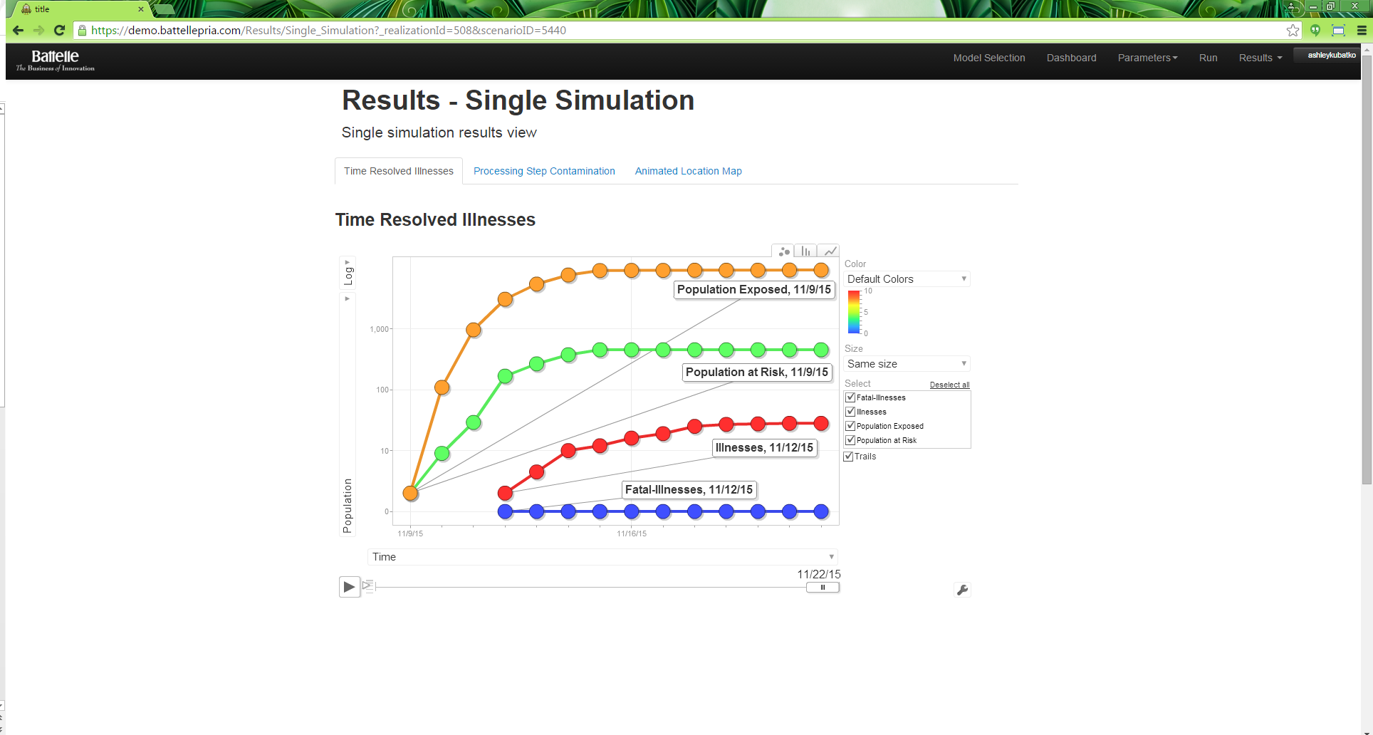 title
https://demo.battellepria.com/Results/Single_Simulation?_realizationId=508&scenarioID=5440
Battelle
The Business of Innovation
Model Selection
Dashboard
Parameters
Run
Results
ashleykubatko
Results - Single Simulation
Single simulation results view
Time Resolved Illnesses
Processing Step Contamination
Animated Location Map
Time Resolved Illnesses
Log
Population
1,000
100
10
0
Population Exposed, 11/9/15
Population at Risk, 11/9/15
Illnesses, 11/12/15
Fatal-Illnesses, 11/12/15
11/9/15
11/16/15
Time
11/22/15
Color
Default Colors
10
5
0
Size
Same size
Select
Deselect all
Fatal-Illnesses
Illnesses
Population Exposed
Population at Risk
Trails